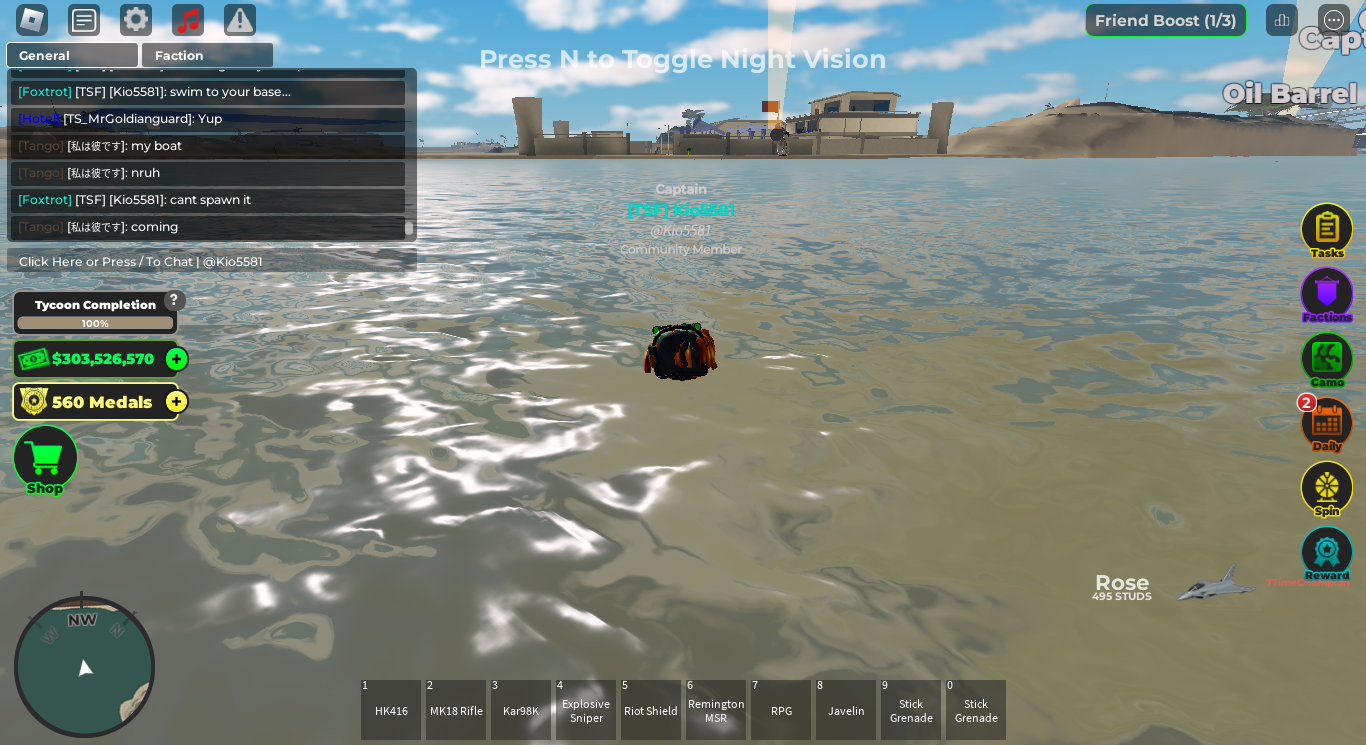 Friend Boost (1/3)
General
Faction
Press N to Toggle Night Vision
Oil Barrel
[Foxtrot] [TSF] [Kio5581]: swim to your base...
[Hotel] [TS_MrGoldianguard]: Yup
[Tango] [私は彼です]: my boat
[Tango] [私は彼です]: nruh
[Foxtrot] [TSF] [Kio5581]: cant spawn it
[Tango] [私は彼です]: coming
Click Here or Press / To Chat | @Kio5581
Captain
[TSF] Kio5581
@Kio5581
Community Member
Tycoon Completion
?
100%
$303,526,570
+
560 Medals
+
Shop
Tasks
Factions
Camo
2
Daily
Spin
Reward
Rose
495 STUDS
W
NW
N
1
HK416
2
MK18 Rifle
3
Kar98K
4
Explosive
Sniper
5
Riot Shield
6
Remington
MSR
7
RPG
8
Javelin
9
Stick
Grenade
0
Stick
Grenade